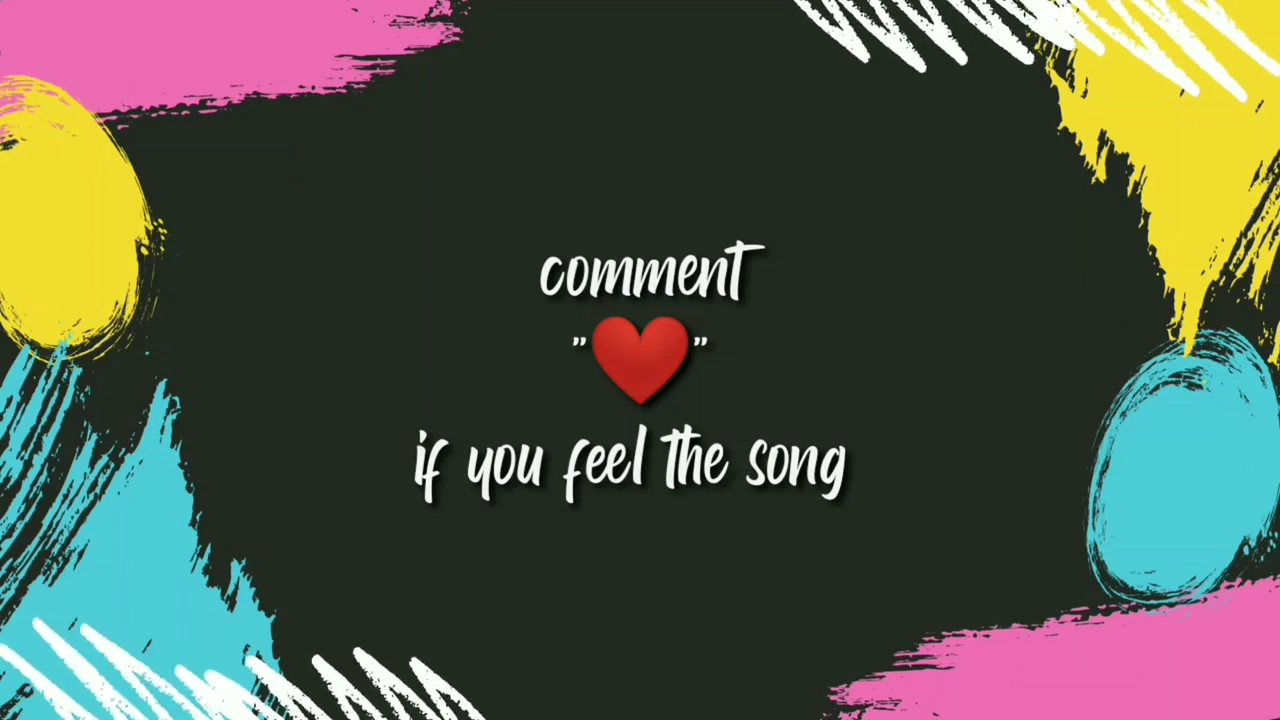 comment
"❤️"
if you feel the song